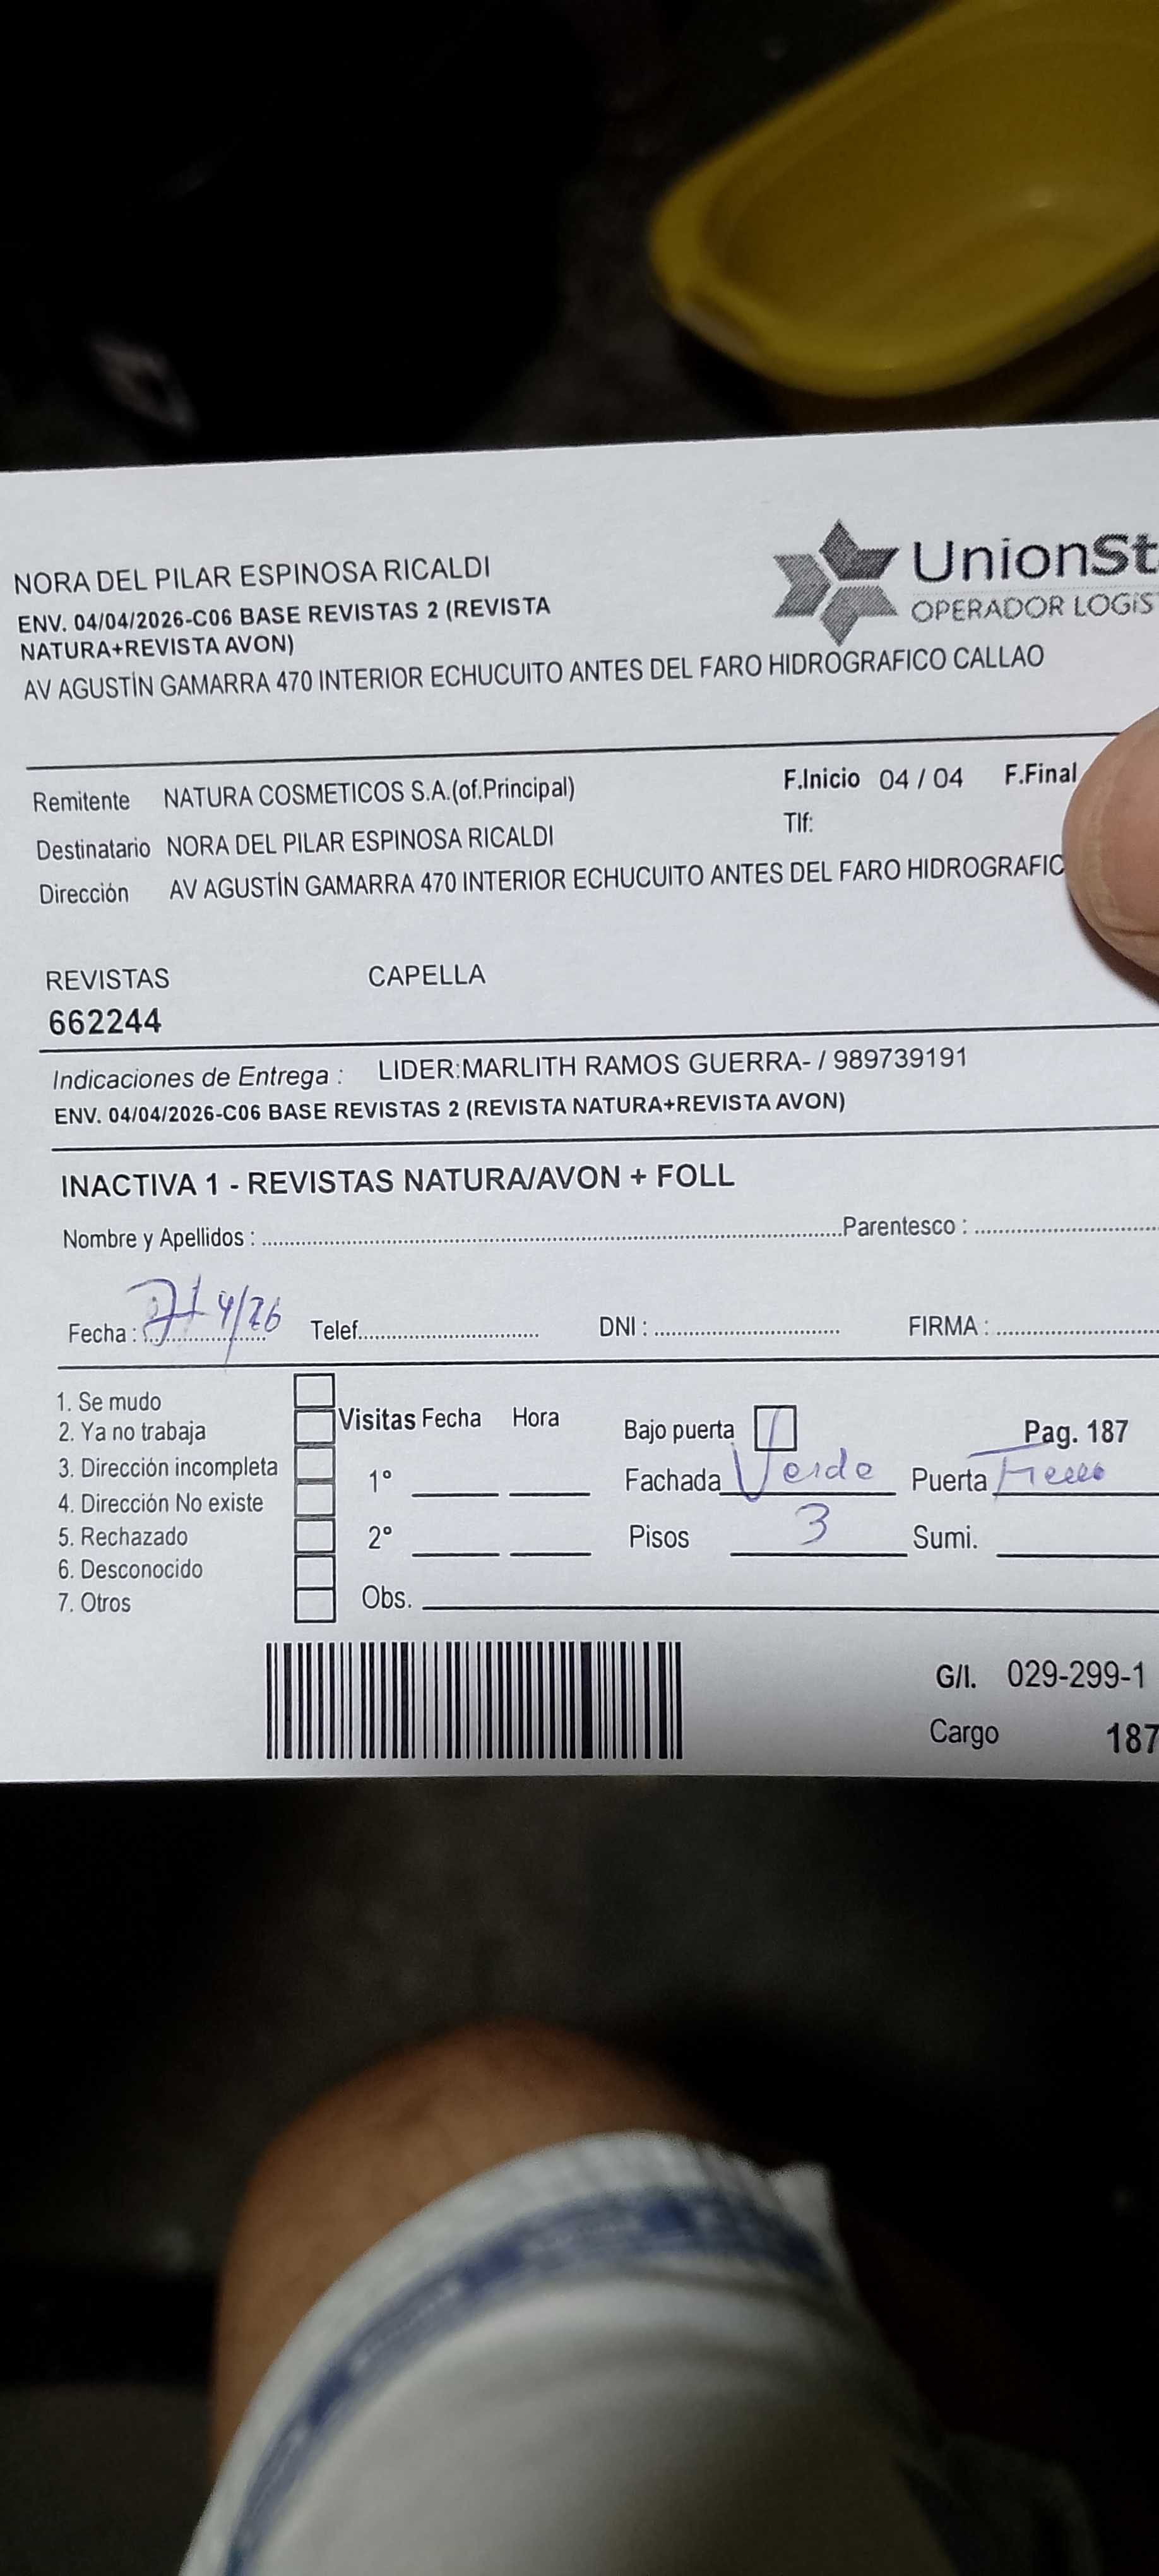 NORA DEL PILAR ESPINOSA RICALDI
ENV. 04/04/2026-C06 BASE REVISTAS 2 (REVISTA
NATURA+REVISTA AVON)
AV AGUSTÍN GAMARRA 470 INTERIOR ECHUCUITO ANTES DEL FARO HIDROGRAFICO CALLAO
UnionSt
OPERADOR LOGIS
Remitente NATURA COSMETICOS S.A.(of.Principal) F.Inicio 04 / 04 F.Final
Destinatario NORA DEL PILAR ESPINOSA RICALDI Tlf:
Dirección AV AGUSTÍN GAMARRA 470 INTERIOR ECHUCUITO ANTES DEL FARO HIDROGRAFIC
REVISTAS CAPELLA
662244
Indicaciones de Entrega : LIDER:MARLITH RAMOS GUERRA- / 989739191
ENV. 04/04/2026-C06 BASE REVISTAS 2 (REVISTA NATURA+REVISTA AVON)
INACTIVA 1 - REVISTAS NATURA/AVON + FOLL
Nombre y Apellidos : Parentesco :
Fecha : 4/26 Telef. DNI : FIRMA :
1. Se mudo
2. Ya no trabaja
3. Dirección incompleta
4. Dirección No existe
5. Rechazado
6. Desconocido
7. Otros
Visitas Fecha Hora
1°
2°
Obs.
Bajo puerta Pag. 187
Fachada Verde Puerta
Pisos 3 Sumi.
G/I. 029-299-1
Cargo 187